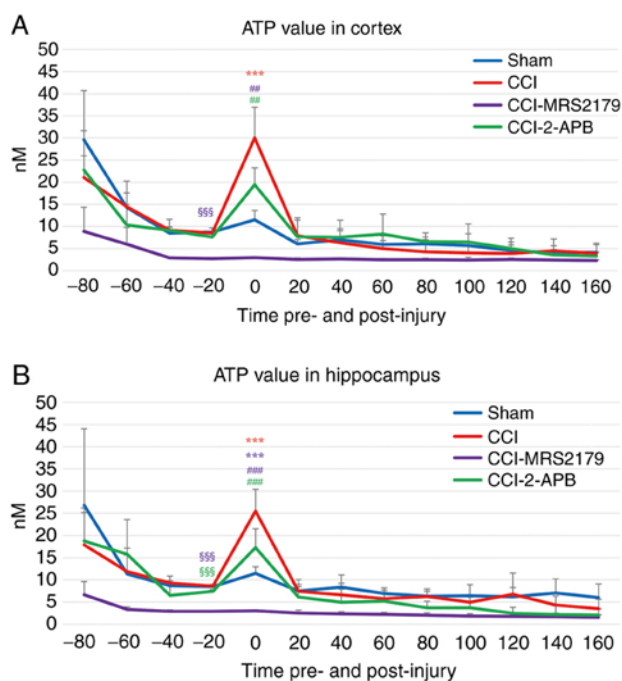 A
ATP value in cortex
50
45
40
35
30
25
20
15
10
5
0
nM
Sham
CCI
CCI-MRS2179
CCI-2-APB
***
##
##
§§§
−80 −60 −40 −20 0 20 40 60 80 100 120 140 160
Time pre- and post-injury
B
ATP value in hippocampus
50
45
40
35
30
25
20
15
10
5
0
nM
Sham
CCI
CCI-MRS2179
CCI-2-APB
***
***
###
###
§§§
§§§
−80 −60 −40 −20 0 20 40 60 80 100 120 140 160
Time pre- and post-injury